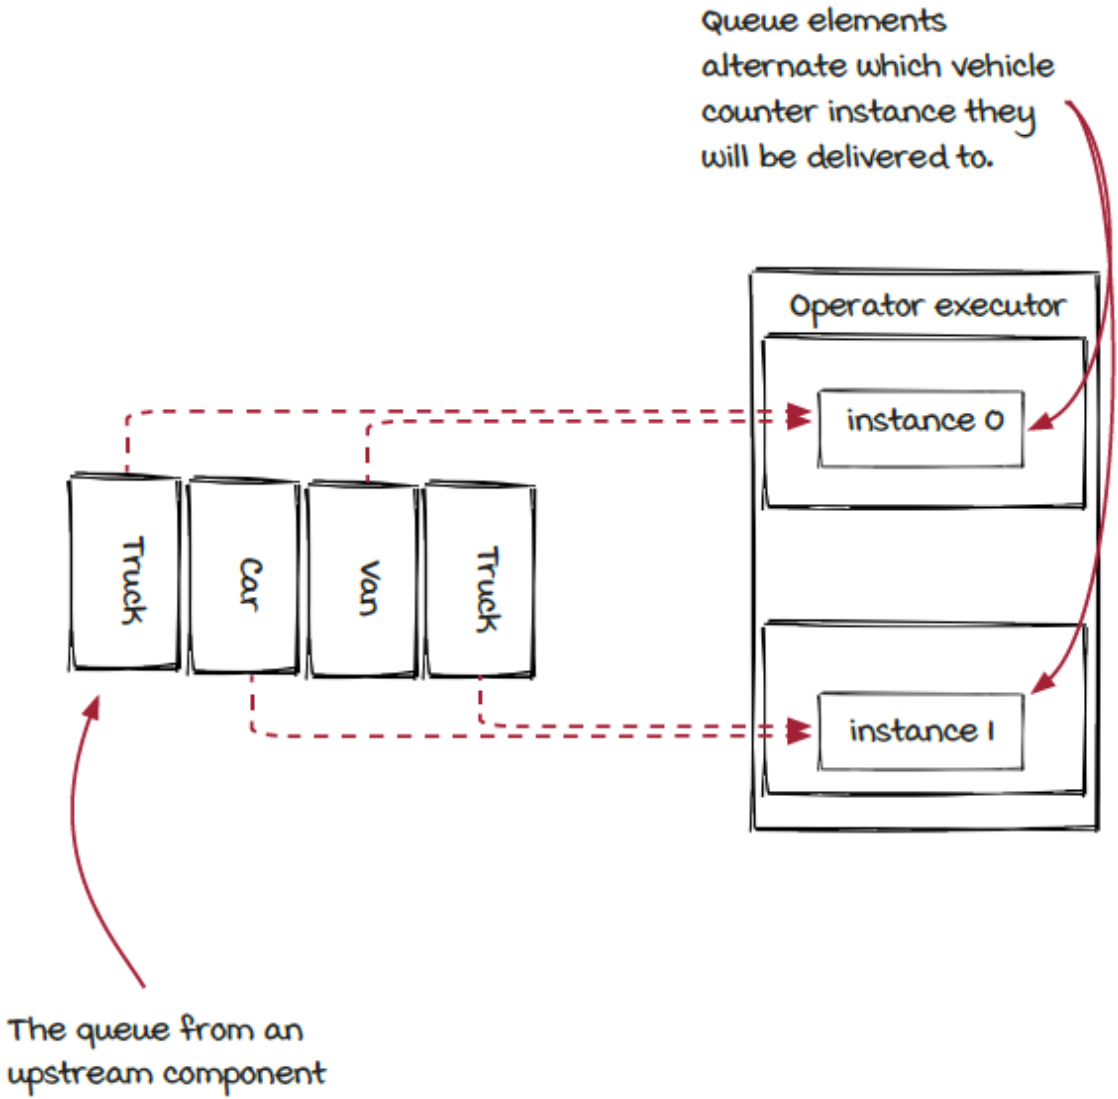 Queue elements
alternate which vehicle
counter instance they
will be delivered to.
Operator executor
instance 0
Truck
Car
Van
Truck
instance 1
The queue from an
upstream component